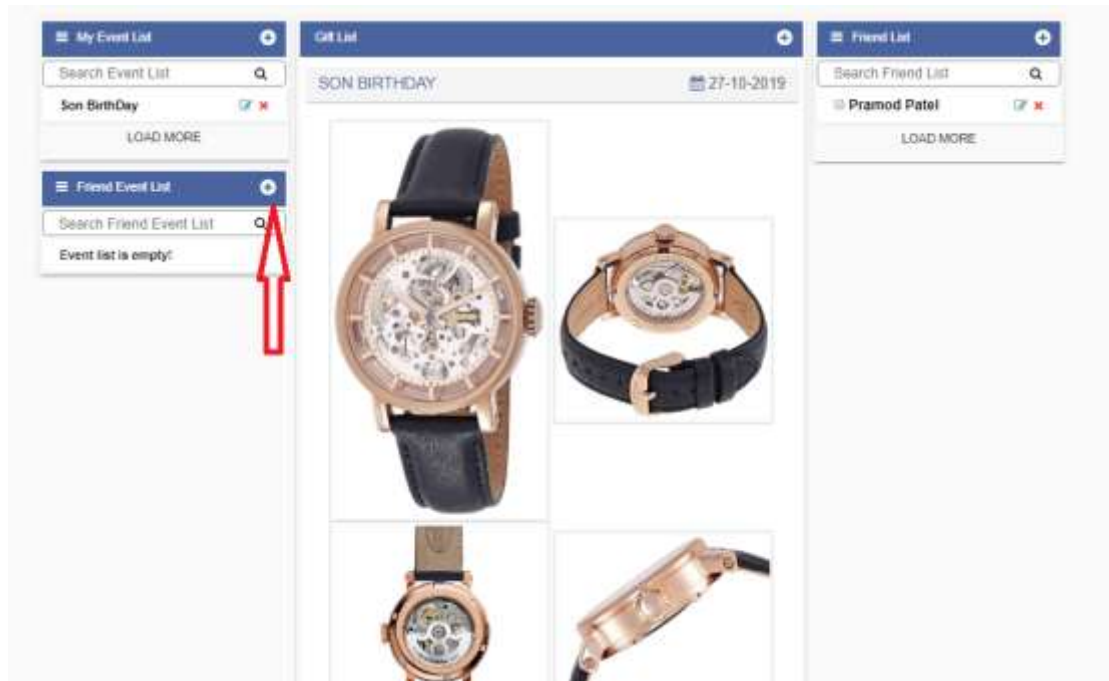 My Event List
Search Event List
Son BirthDay
LOAD MORE
Friend Event List
Search Friend Event List
Event list is empty!
Gift List
SON BIRTHDAY
27-10-2019
Friend List
Search Friend List
Pramod Patel
LOAD MORE